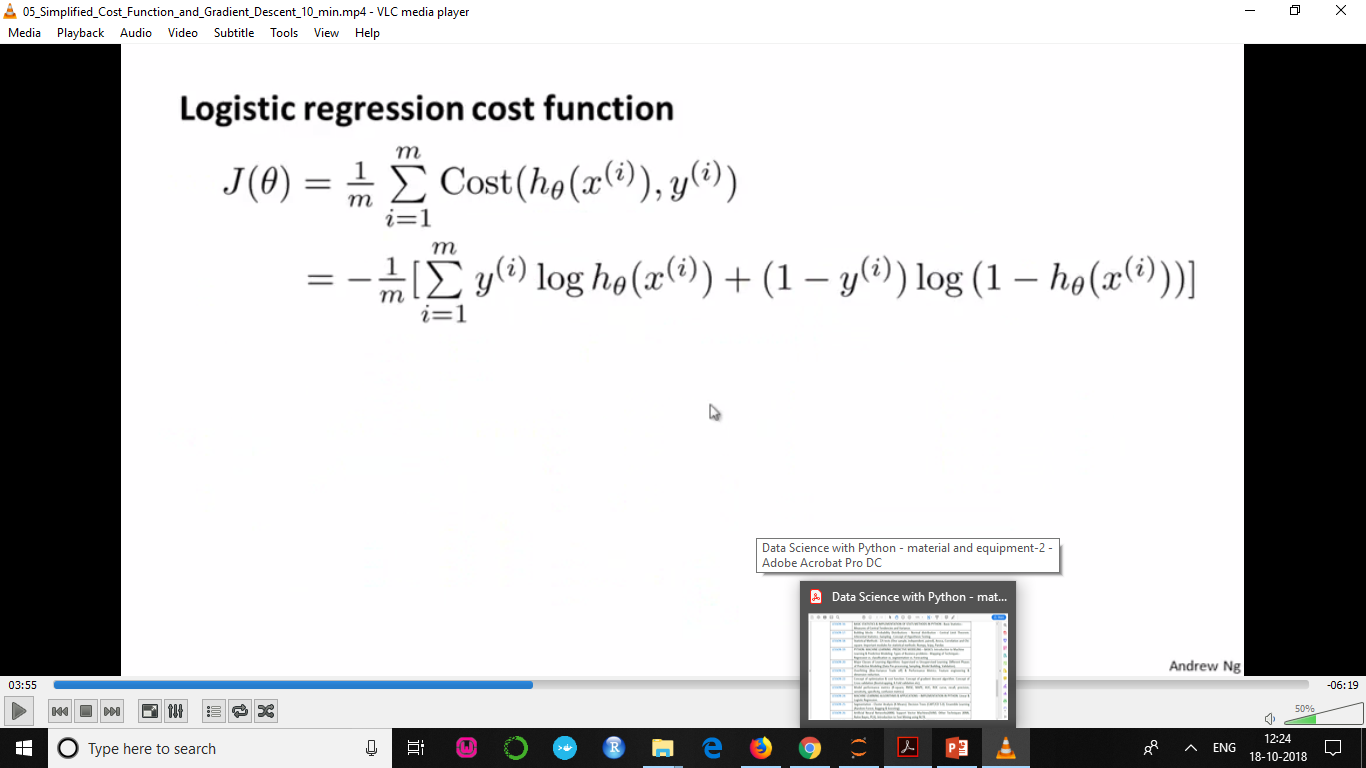 05_Simplified_Cost_Function_and_Gradient_Descent_10_min.mp4 - VLC media player
Media Playback Audio Video Subtitle Tools View Help
Logistic regression cost function
J(θ) = 1/m ∑_{i=1}^{m} Cost(h_θ(x^{(i)}), y^{(i)})
= −1/m [∑_{i=1}^{m} y^{(i)} log h_θ(x^{(i)}) + (1 − y^{(i)}) log (1 − h_θ(x^{(i)}))]
Data Science with Python - material and equipment-2 -
Adobe Acrobat Pro DC
Data Science with Python - mat...
Andrew Ng
03:55
-06:19
50%
Type here to search
R
ENG
12:24
18-10-2018